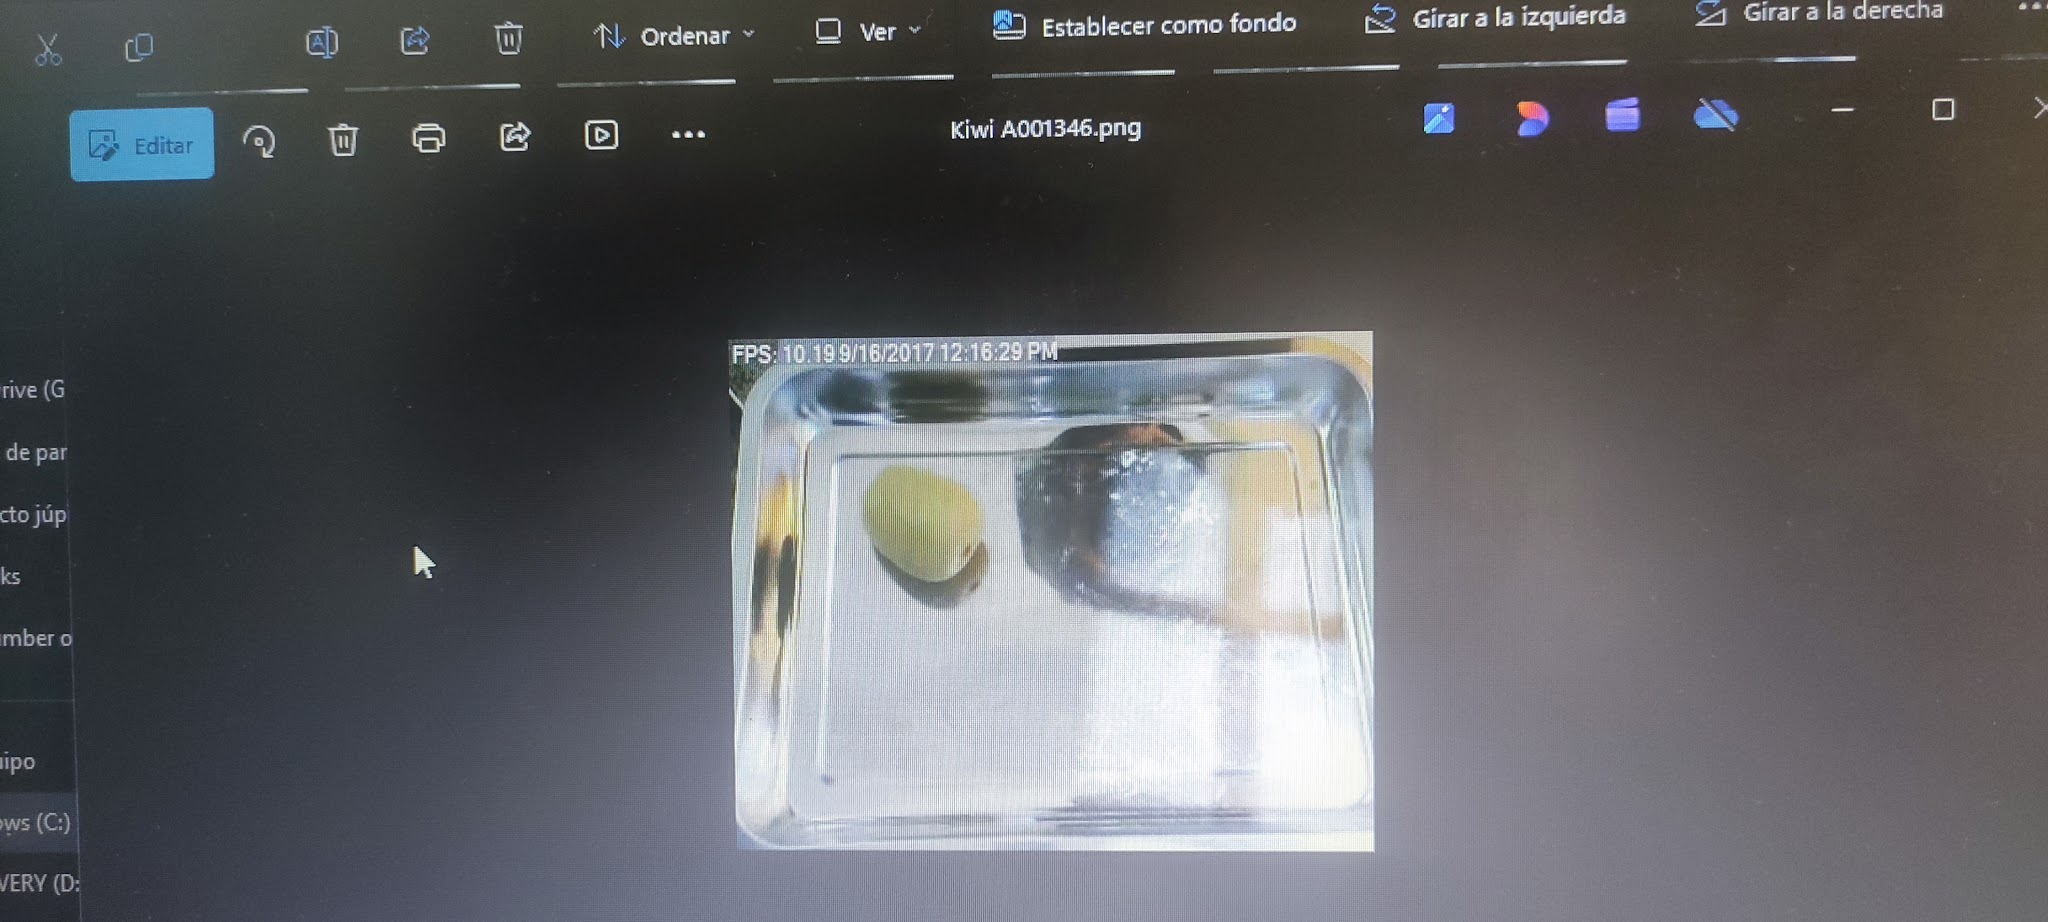 Ordenar
Ver
Establecer como fondo
Girar a la izquierda
Girar a la derecha
Editar
Kiwi A001346.png
FPS: 10.19 9/16/2017 12:16:29 PM
rive (G
de par
cto júp
ks
mber o
ipo
ows (C:)
VERY (D: